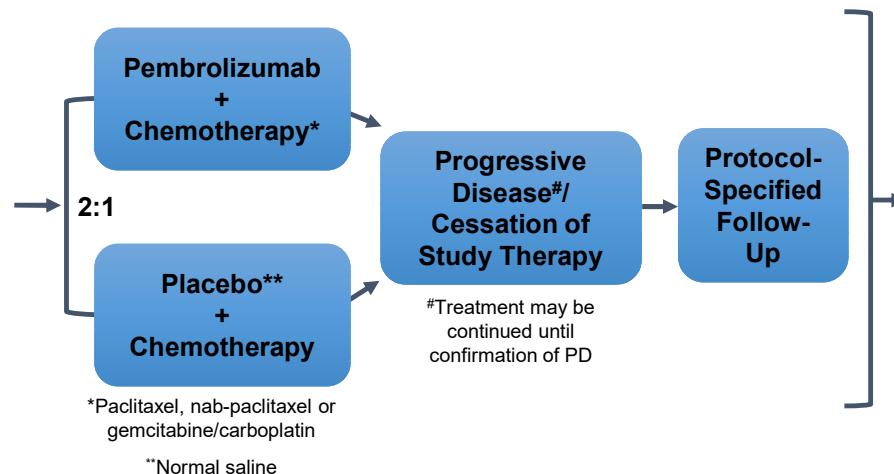 Pembrolizumab
+
Chemotherapy*
2:1
Placebo**
+
Chemotherapy
*Paclitaxel, nab-paclitaxel or
gemcitabine/carboplatin
**Normal saline
Progressive
Disease#/
Cessation of
Study Therapy
#Treatment may be
continued until
confirmation of PD
Protocol-
Specified
Follow-
Up